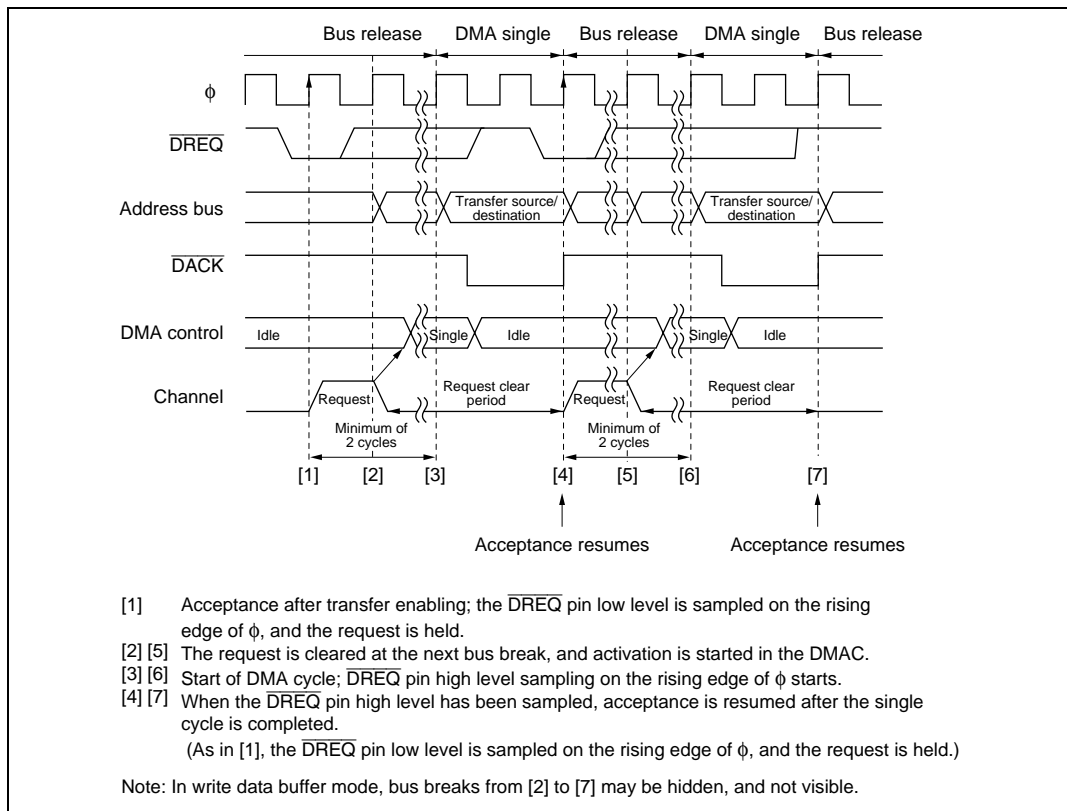 Bus release DMA single Bus release DMA single Bus release
ϕ
DREQ
Address bus
Transfer source/
destination
Transfer source/
destination
DACK
DMA control
Idle Single Idle Single Idle
Channel
Request
Request clear
period
Request
Request clear
period
Minimum of
2 cycles
Minimum of
2 cycles
[1] [2] [3] [4] [5] [6] [7]
Acceptance resumes Acceptance resumes
[1] Acceptance after transfer enabling; the DREQ pin low level is sampled on the rising
edge of ϕ, and the request is held.
[2] [5] The request is cleared at the next bus break, and activation is started in the DMAC.
[3] [6] Start of DMA cycle; DREQ pin high level sampling on the rising edge of ϕ starts.
[4] [7] When the DREQ pin high level has been sampled, acceptance is resumed after the single
cycle is completed.
(As in [1], the DREQ pin low level is sampled on the rising edge of ϕ, and the request is held.)
Note: In write data buffer mode, bus breaks from [2] to [7] may be hidden, and not visible.